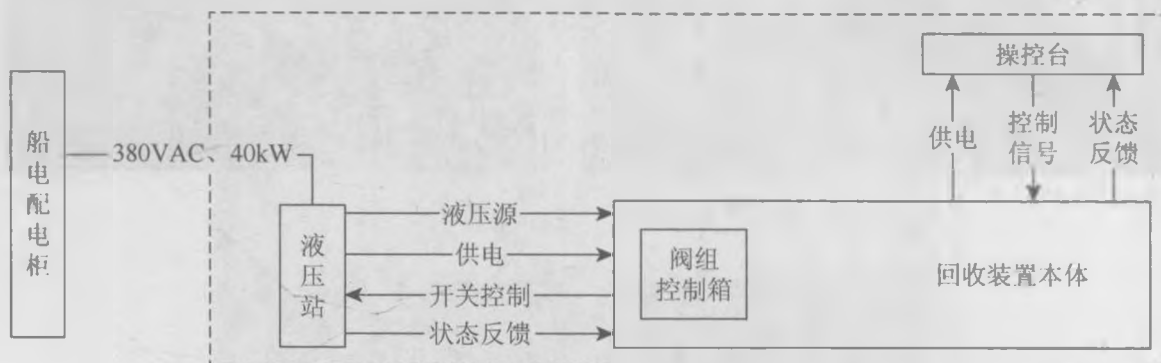 操控台
供电
控制
信号
状态
反馈
船电配电柜
380VAC、40kW
液压站
液压源
供电
开关控制
状态反馈
阀组
控制箱
回收装置本体